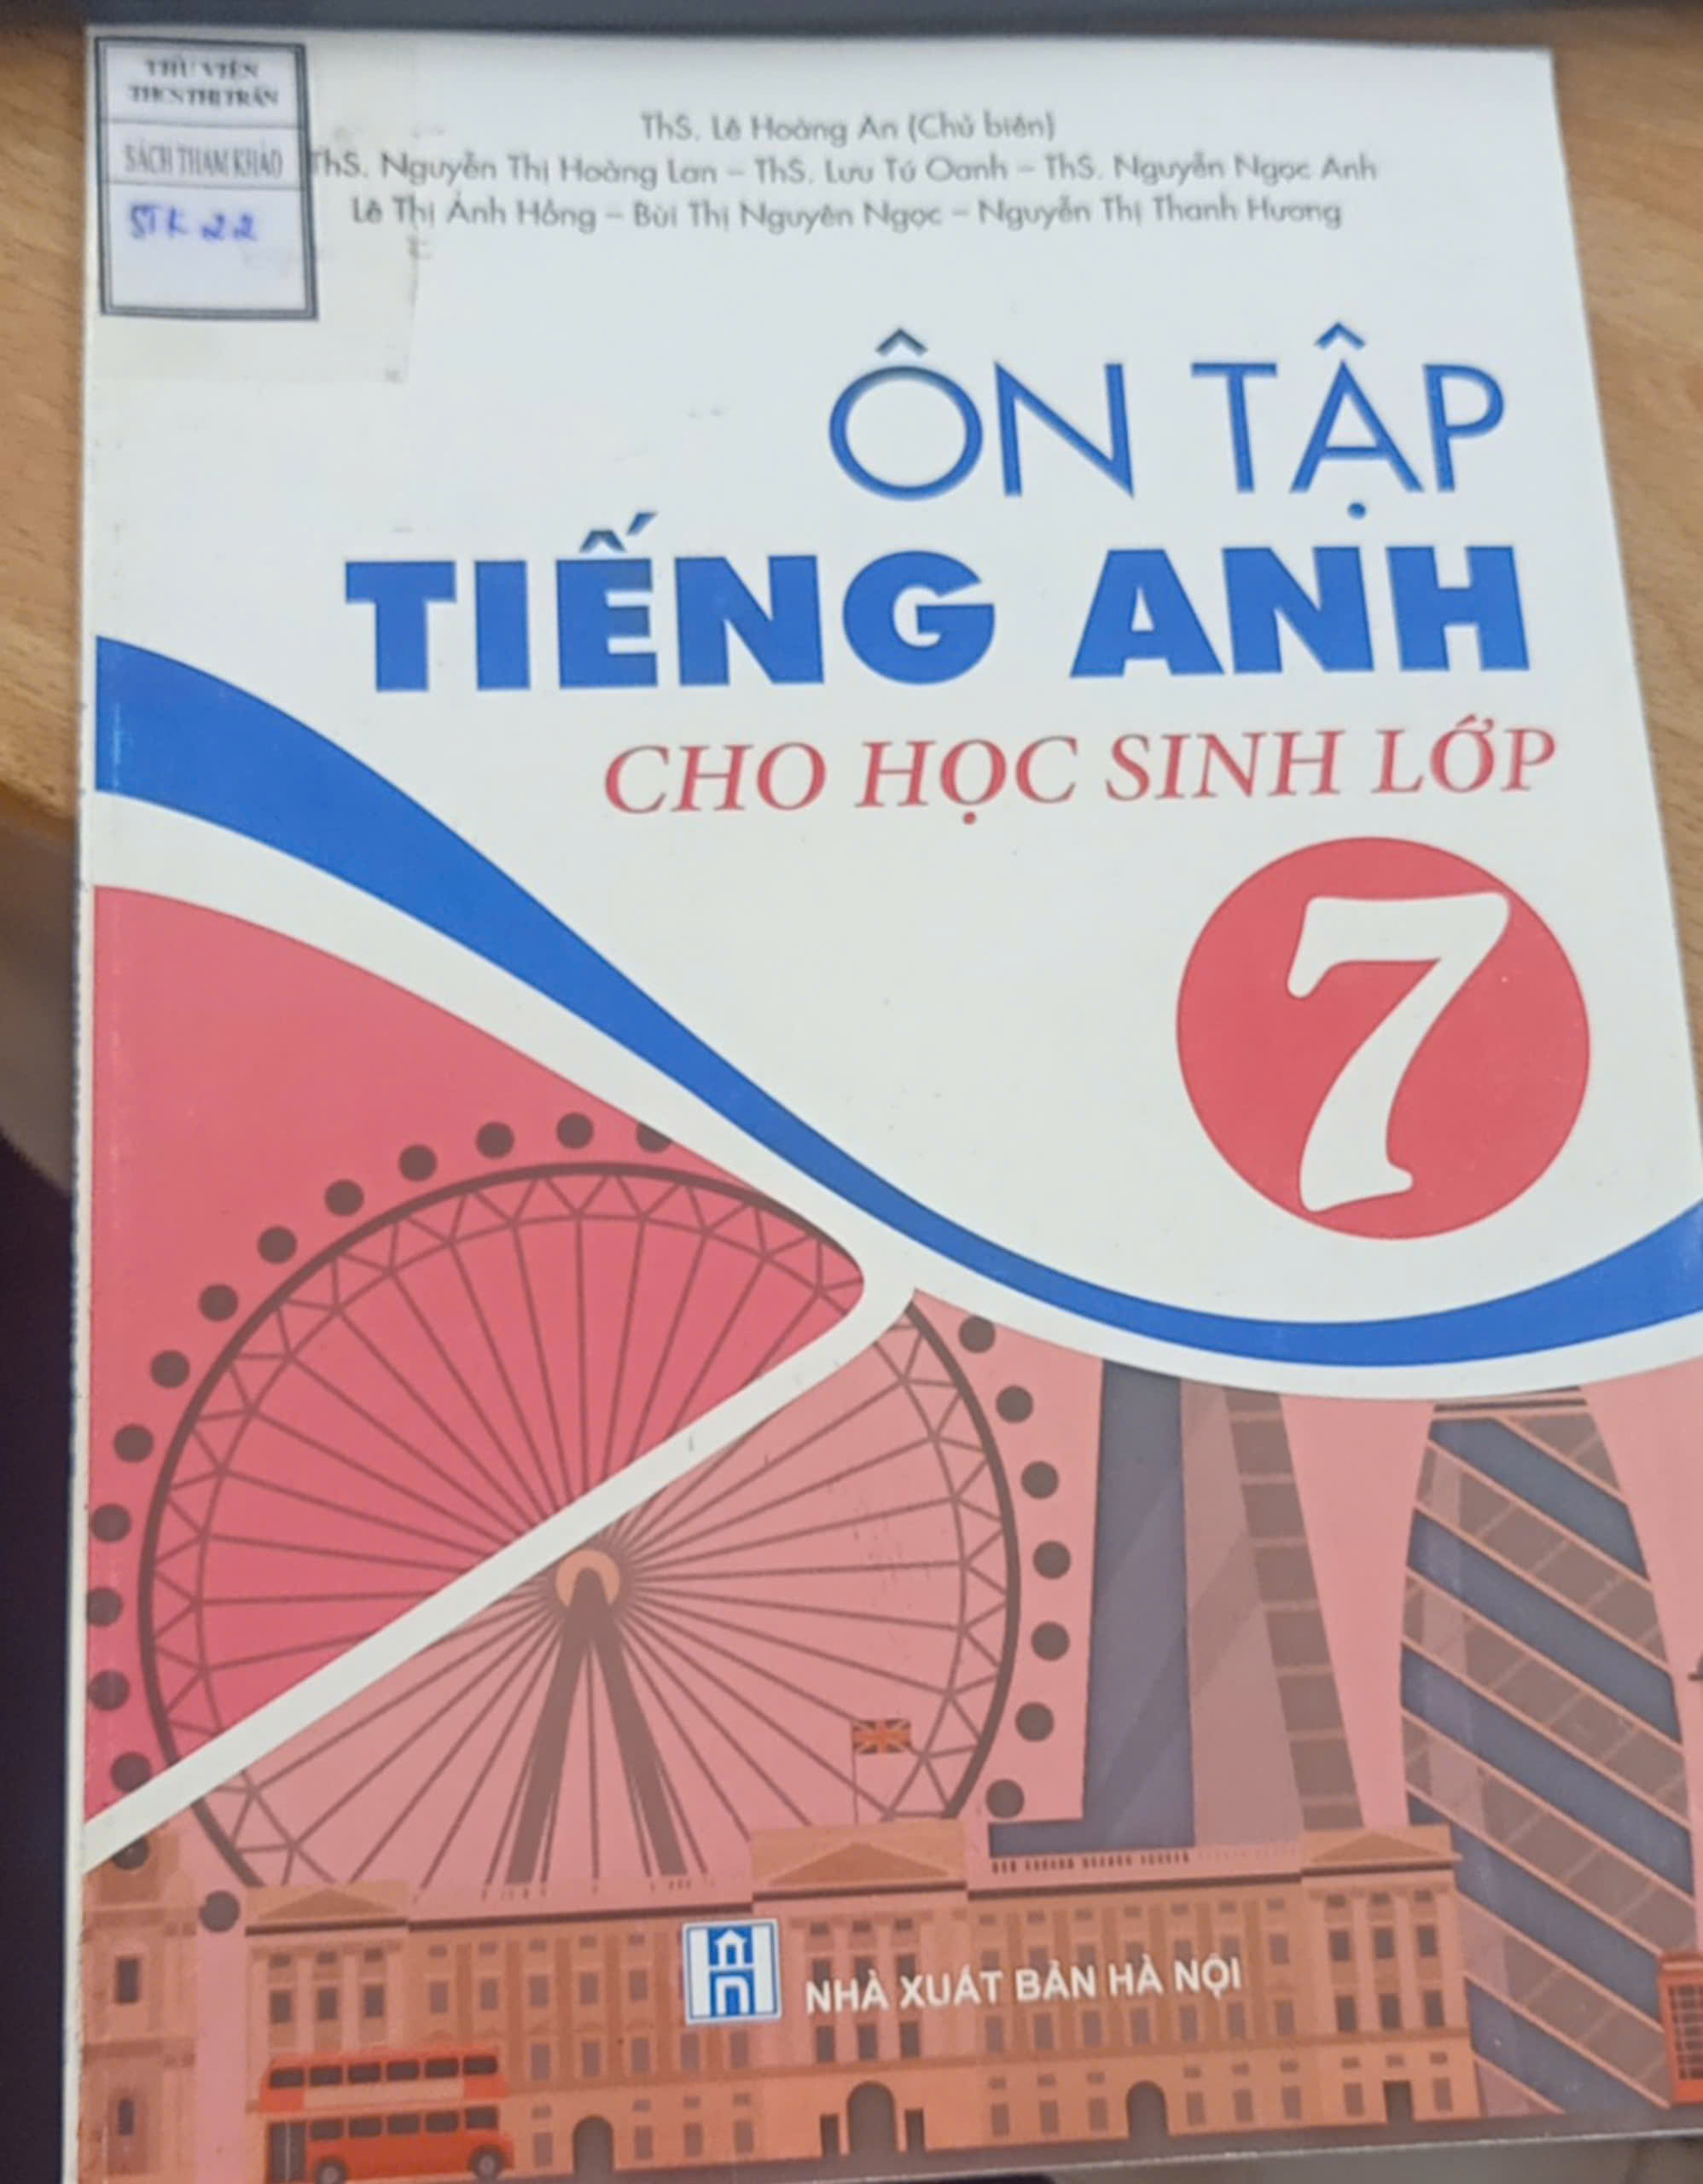 THƯ VIỆN
THCS THỊ TRẤN
SÁCH THAM KHẢO
STK 22
ThS. Lê Hoàng An (Chủ biên)
ThS. Nguyễn Thị Hoàng Lan – ThS. Lưu Tú Oanh – ThS. Nguyễn Ngọc Anh
Lê Thị Ánh Hồng – Bùi Thị Nguyên Ngọc – Nguyễn Thị Thanh Hương
ÔN TẬP
TIẾNG ANH
CHO HỌC SINH LỚP
7
NHÀ XUẤT BẢN HÀ NỘI